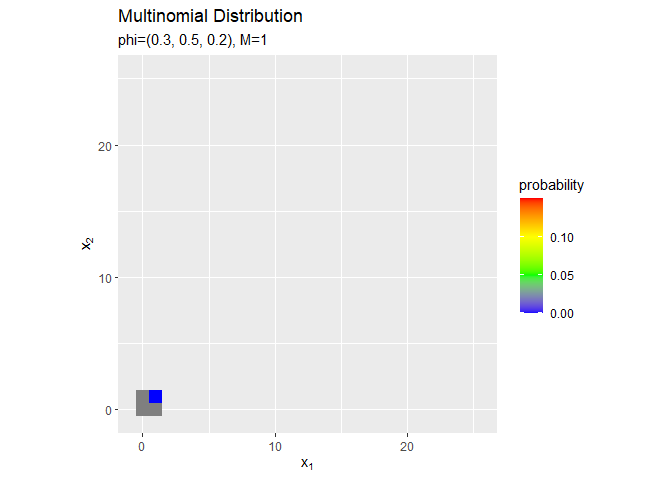 Multinomial Distribution
phi=(0.3, 0.5, 0.2), M=1
20
10
0
x₂
0 10 20
x₁
probability
0.10
0.05
0.00